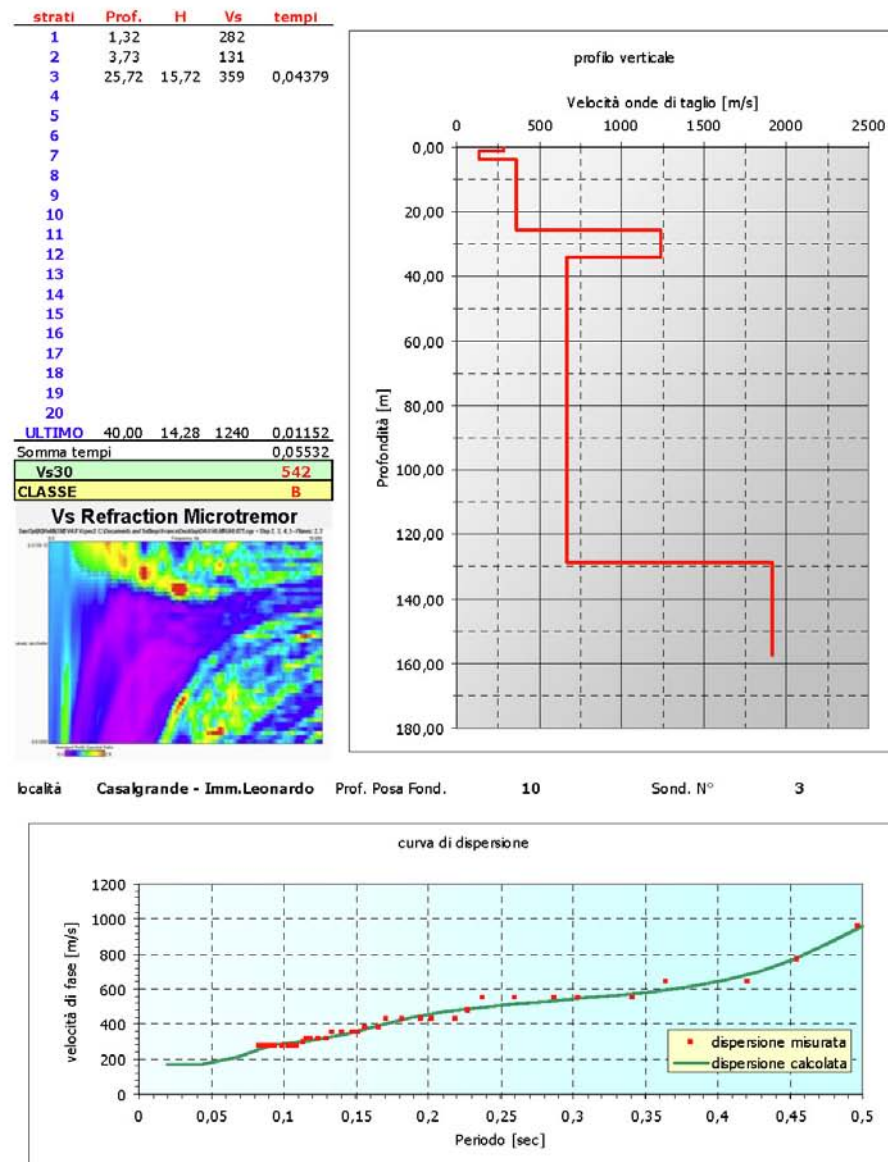 strati Prof. H Vs tempi
1 1,32 282
2 3,73 131
3 25,72 15,72 359 0,04379
4
5
6
7
8
9
10
11
12
13
14
15
16
17
18
19
20
ULTIMO 40,00 14,28 1240 0,01152
Somma tempi 0,05532
Vs30 542
CLASSE B
Vs Refraction Microtremor
profilo verticale
Velocità onde di taglio [m/s]
0 500 1000 1500 2000 2500
Profondità [m]
0,00
20,00
40,00
60,00
80,00
100,00
120,00
140,00
160,00
180,00
località Casalgrande - Imm.Leonardo Prof. Posa Fond. 10 Sond. N° 3
curva di dispersione
velocità di fase [m/s]
1200
1000
800
600
400
200
0
0 0,05 0,1 0,15 0,2 0,25 0,3 0,35 0,4 0,45 0,5
Periodo [sec]
dispersione misurata
dispersione calcolata